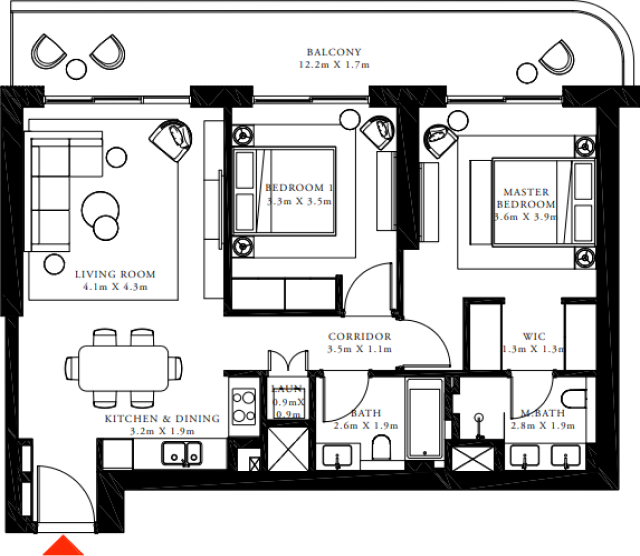 BALCONY
12.2m X 1.7m
BEDROOM 1
3.3m X 3.5m
MASTER
BEDROOM
3.6m X 3.9m
LIVING ROOM
4.1m X 4.3m
CORRIDOR
3.5m X 1.1m
WIC
1.3m X 1.3m
LAUN.
0.9mX
0.9m
KITCHEN & DINING
3.2m X 1.9m
BATH
2.6m X 1.9m
M.BATH
2.8m X 1.9m